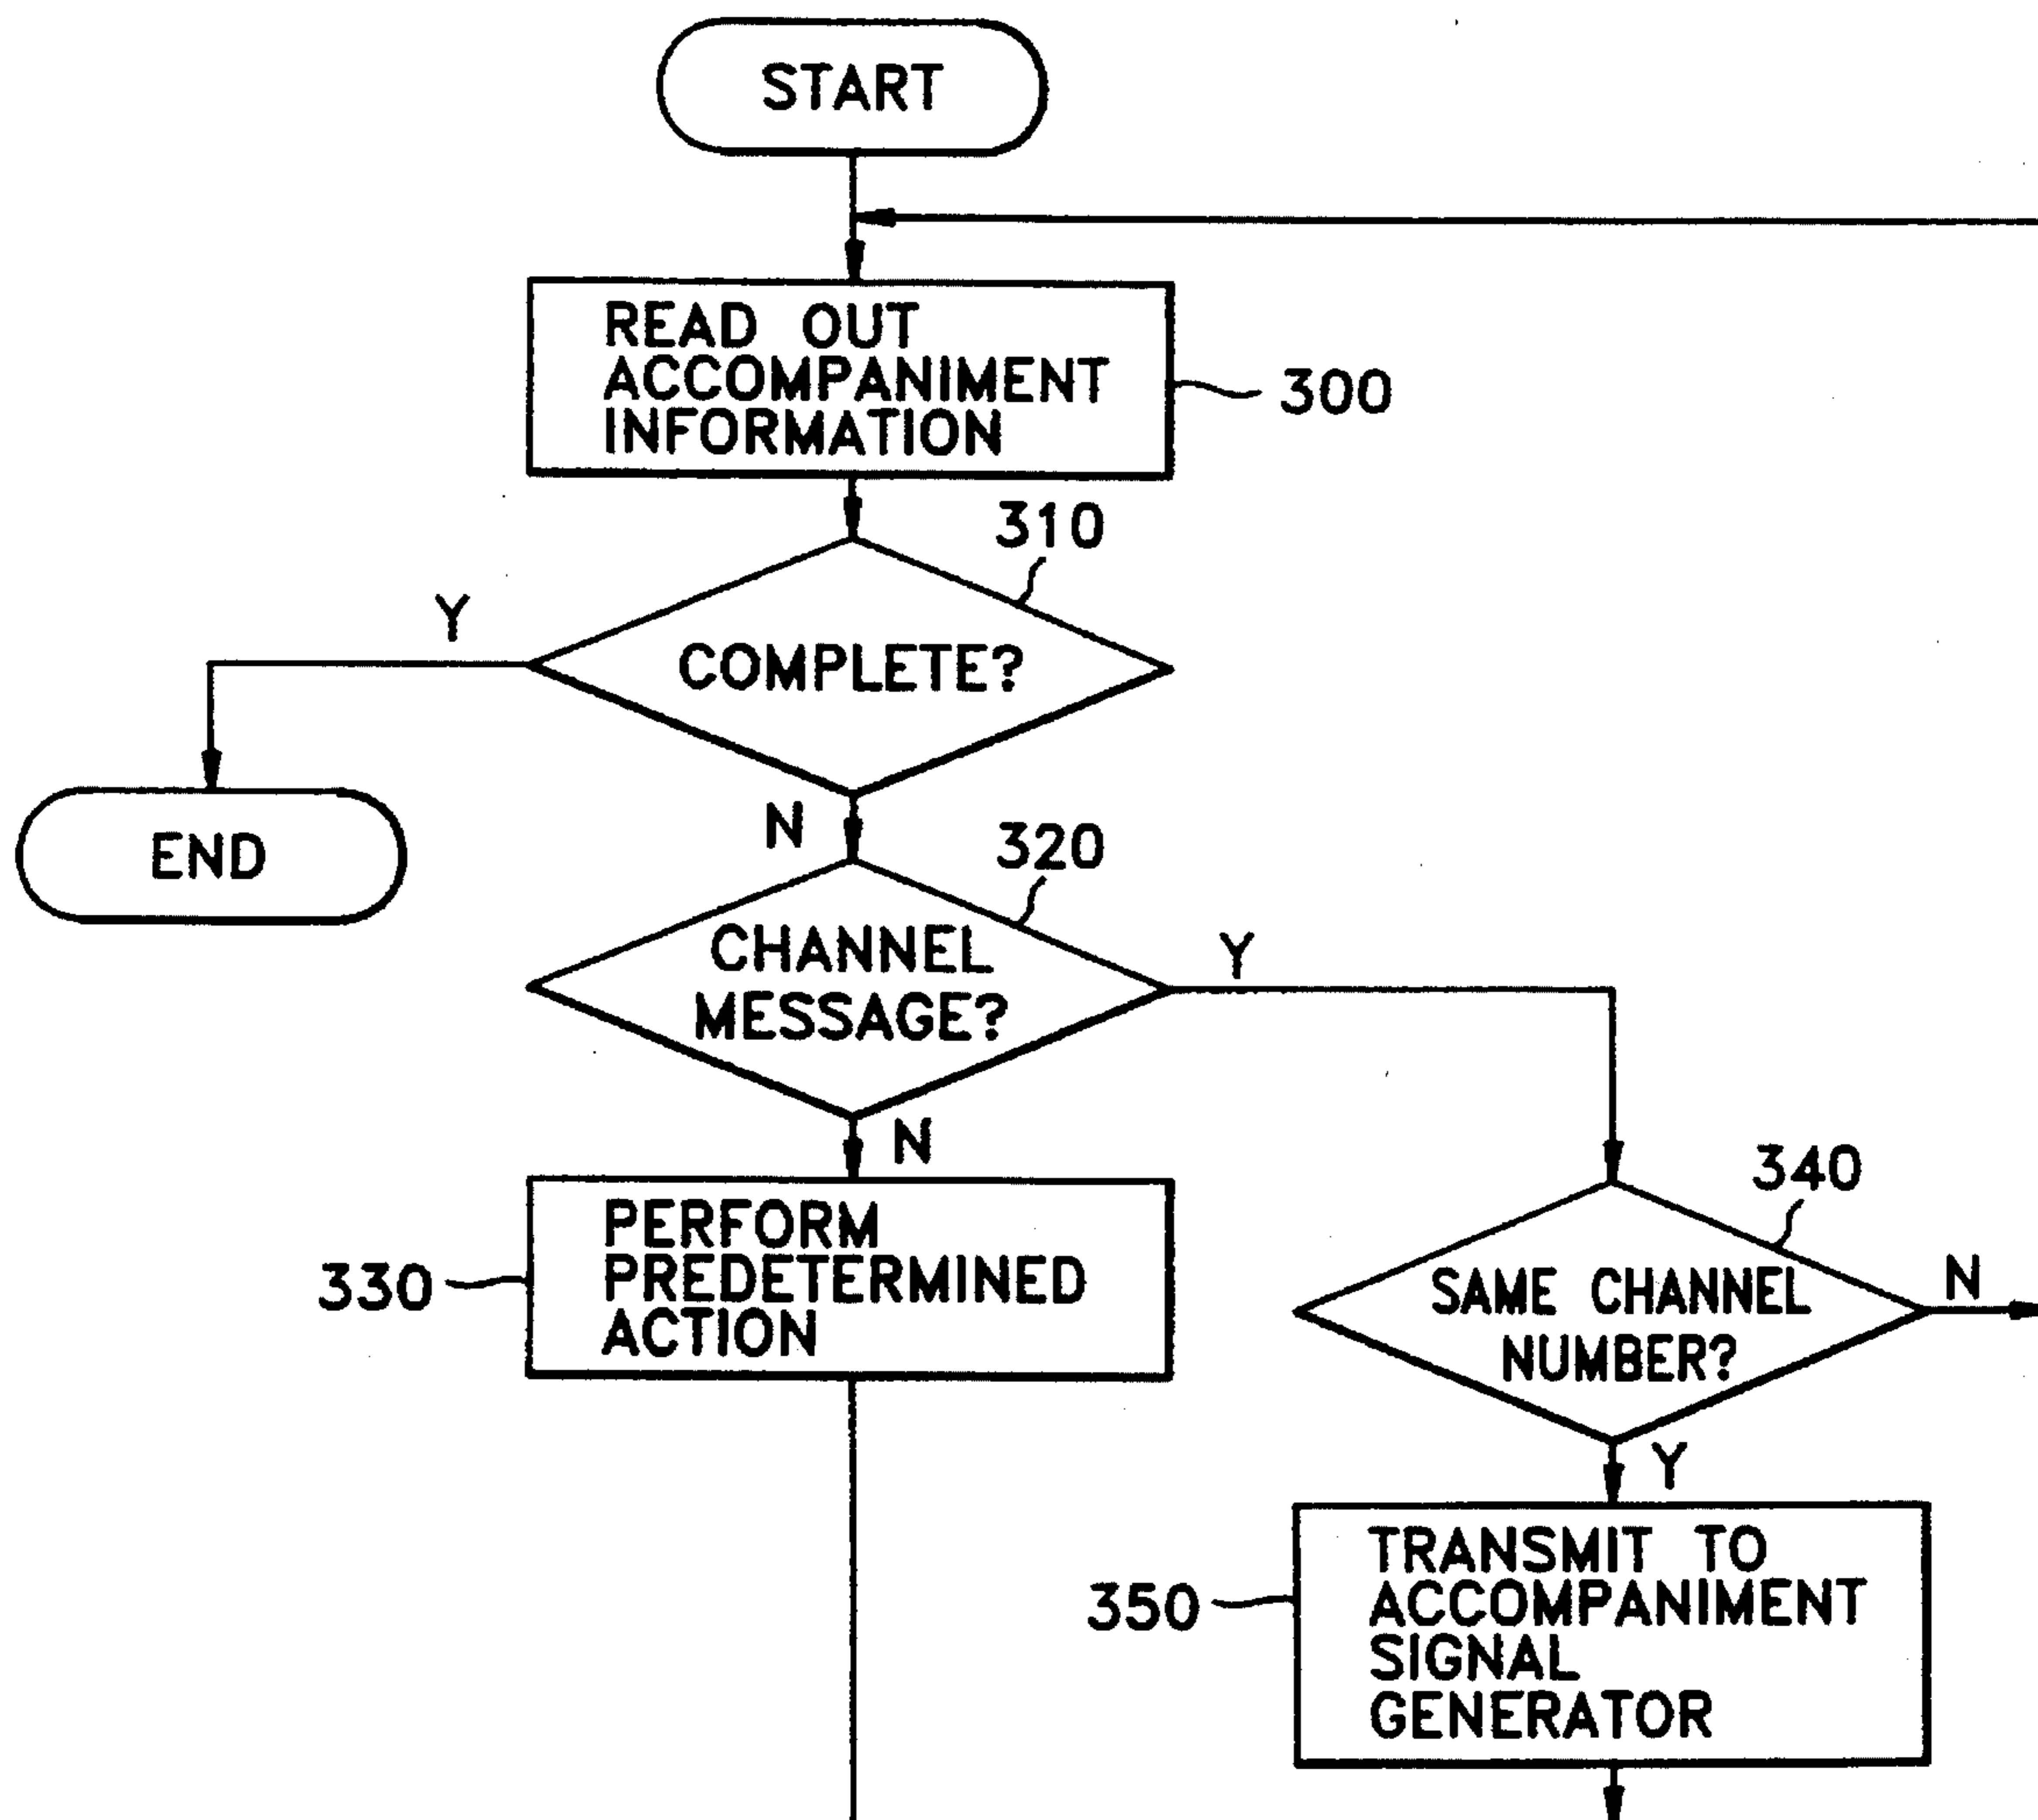 START
READ OUT
ACCOMPANIMENT
INFORMATION
300
310
Y
COMPLETE?
END
N
320
CHANNEL
MESSAGE?
Y
N
340
PERFORM
PREDETERMINED
ACTION
330
SAME CHANNEL
NUMBER?
N
Y
TRANSMIT TO
ACCOMPANIMENT
SIGNAL
GENERATOR
350